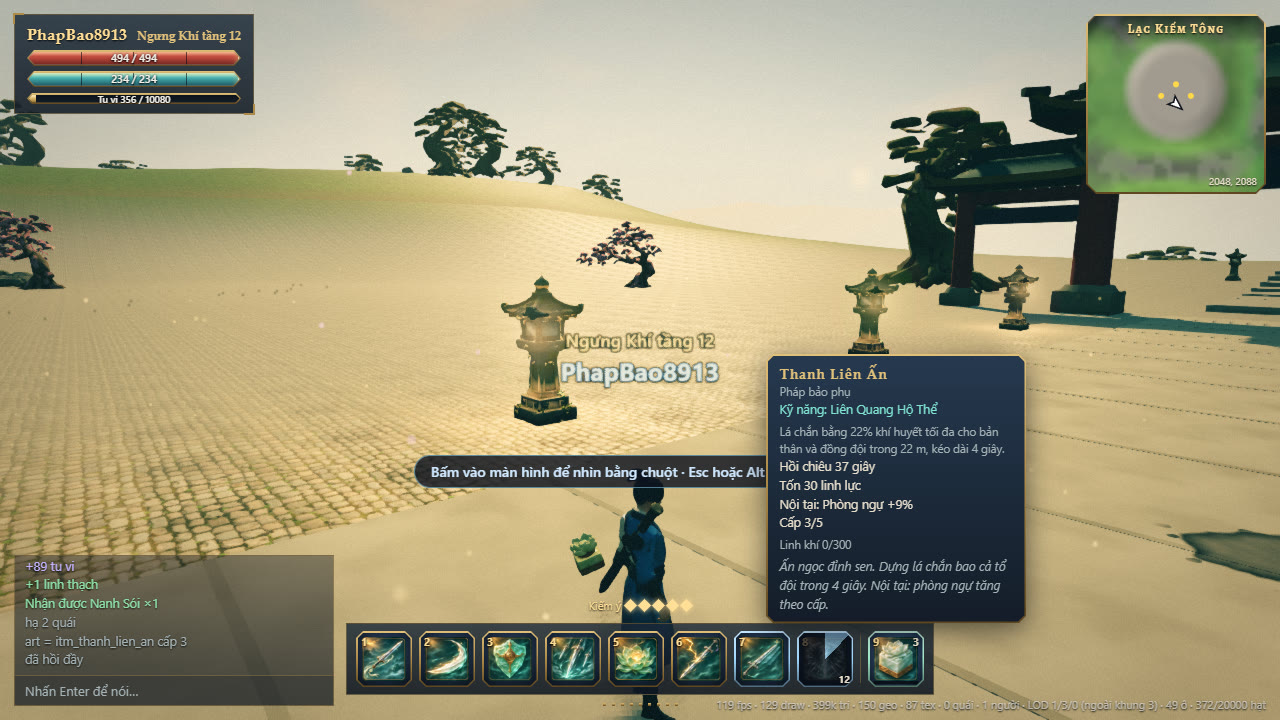 PhapBao8913 Ngưng Khí tầng 12
494 / 494
234 / 234
Tu vi 356 / 10080
LẠC KIẾM TÔNG
2048, 2088
Ngưng Khí tầng 12
PhapBao8913
Thanh Liên Ấn
Pháp bảo phụ
Kỹ năng: Liên Quang Hộ Thể
Lá chắn bằng 22% khí huyết tối đa cho bản
thân và đồng đội trong 22 m, kéo dài 4 giây.
Hồi chiêu 37 giây
Tốn 30 linh lực
Nội tại: Phòng ngự +9%
Cấp 3/5
Linh khí 0/300
Ấn ngọc đỉnh sen. Dựng lá chắn bao cả tổ
đội trong 4 giây. Nội tại: phòng ngự tăng
theo cấp.
Bấm vào màn hình để nhìn bằng chuột · Esc hoặc Alt
+89 tu vi
+1 linh thạch
Nhận được Nanh Sói ×1
hạ 2 quái
art = itm_thanh_lien_an cấp 3
đã hồi đầy
Nhấn Enter để nói...
Kiếm ý
1 2 3 4 5 6 7 8 12 9 3
119 fps · 129 draw · 399k tri · 150 geo · 87 tex · 0 quái · 1 người · LOD 1/3/0 (ngoài khung 3) · 49 ô · 372/20000 hạt